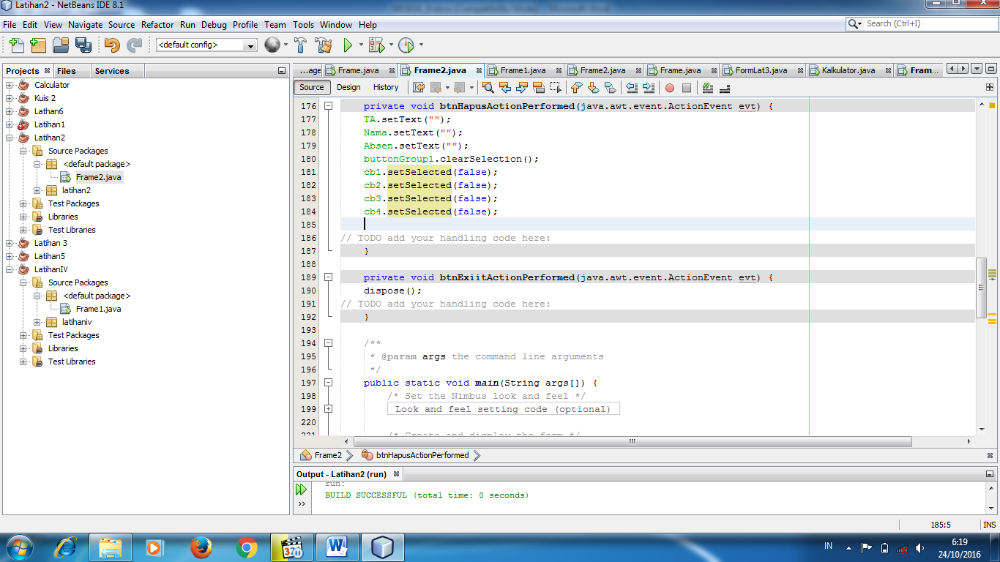 Latihan2 - NetBeans IDE 8.1
File Edit View Navigate Source Refactor Run Debug Profile Team Tools Window Help
Search (Ctrl+I)
<default config>
Projects Files Services
...age Frame.java Frame2.java Frame1.java Frame2.java Frame.java FormLat3.java Kalkulator.java Fram...
Source Design History
Calculator
Kuis 2
Lathan6
Lathan1
Lathan2
Source Packages
<default package>
Frame2.java
latihan2
Test Packages
Libraries
Test Libraries
Latihan 3
Latihan5
LatihanIV
Source Packages
<default package>
Frame1.java
latihaniv
Test Packages
Libraries
Test Libraries
176 private void btnHapusActionPerformed(java.awt.event.ActionEvent evt) {
177 TA.setText("");
178 Nama.setText("");
179 Absen.setText("");
180 buttonGroup1.clearSelection();
181 cb1.setSelected(false);
182 cb2.setSelected(false);
183 cb3.setSelected(false);
184 cb4.setSelected(false);
185
186 // TODO add your handling code here:
187 }
188
189 private void btnExiitActionPerformed(java.awt.event.ActionEvent evt) {
190 dispose();
191 // TODO add your handling code here:
192 }
193
194 /**
195 * @param args the command line arguments
196 */
197 public static void main(String args[]) {
198 /* Set the Nimbus look and feel */
199 Look and feel setting code (optional)
220
221 /* Create and display the form */
Frame2 btnHapusActionPerformed
Output - Latihan2 (run)
run:
BUILD SUCCESSFUL (total time: 0 seconds)
185:5 INS
IN
6:19
24/10/2016